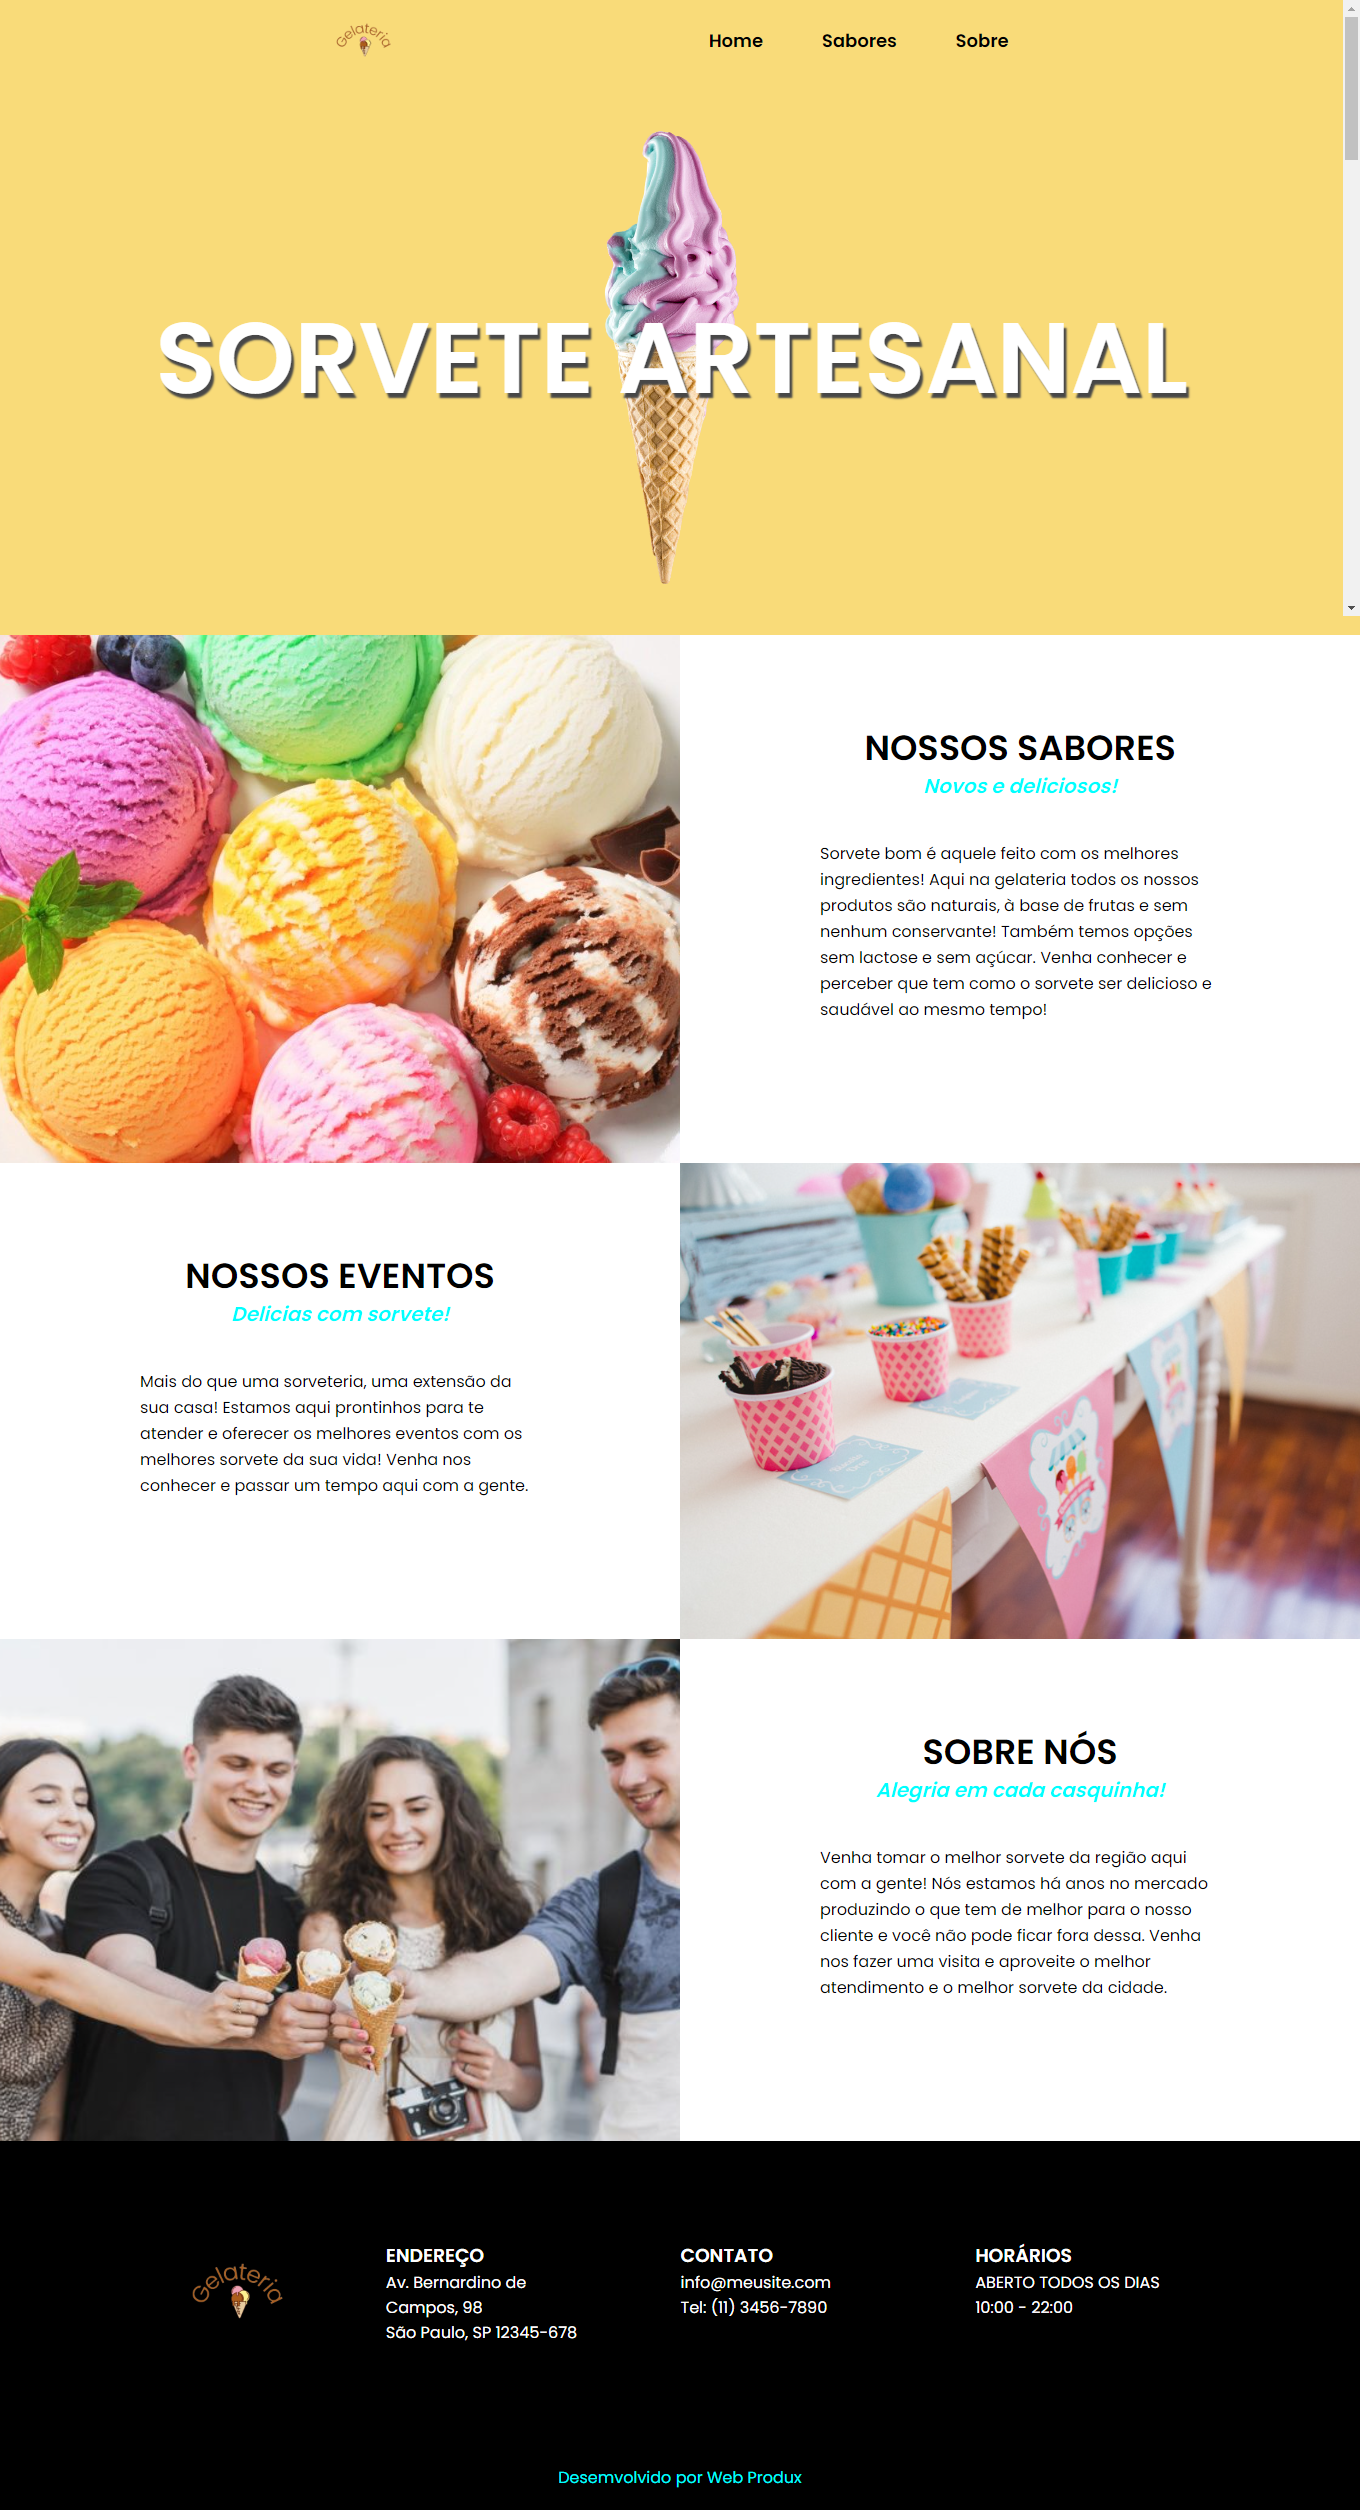 Gelateria
Home
Sabores
Sobre
SORVETE ARTESANAL
NOSSOS SABORES
Novos e deliciosos!
Sorvete bom é aquele feito com os melhores
ingredientes! Aqui na gelateria todos os nossos
produtos são naturais, à base de frutas e sem
nenhum conservante! Também temos opções
sem lactose e sem açúcar. Venha conhecer e
perceber que tem como o sorvete ser delicioso e
saudável ao mesmo tempo!
NOSSOS EVENTOS
Delicias com sorvete!
Mais do que uma sorveteria, uma extensão da
sua casa! Estamos aqui prontinhos para te
atender e oferecer os melhores eventos com os
melhores sorvete da sua vida! Venha nos
conhecer e passar um tempo aqui com a gente.
SOBRE NÓS
Alegria em cada casquinha!
Venha tomar o melhor sorvete da região aqui
com a gente! Nós estamos há anos no mercado
produzindo o que tem de melhor para o nosso
cliente e você não pode ficar fora dessa. Venha
nos fazer uma visita e aproveite o melhor
atendimento e o melhor sorvete da cidade.
Gelateria
ENDEREÇO
Av. Bernardino de
Campos, 98
São Paulo, SP 12345-678
CONTATO
info@meusite.com
Tel: (11) 3456-7890
HORÁRIOS
ABERTO TODOS OS DIAS
10:00 - 22:00
Desemvolvido por Web Produx